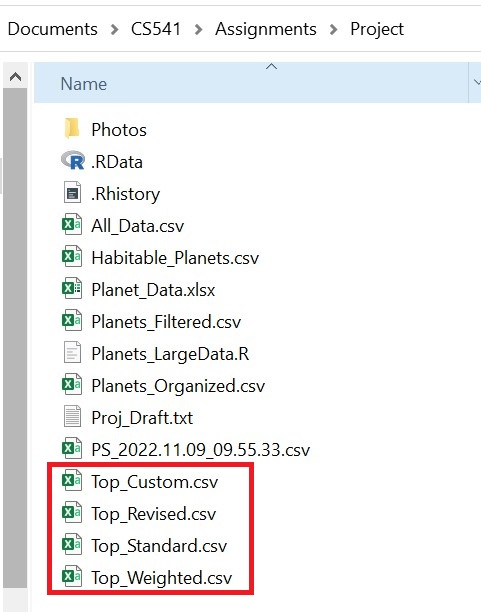 Documents > CS541 > Assignments > Project
Name
Photos
.RData
.Rhistory
All_Data.csv
Habitable_Planets.csv
Planet_Data.xlsx
Planets_Filtered.csv
Planets_LargeData.R
Planets_Organized.csv
Proj_Draft.txt
PS_2022.11.09_09.55.33.csv
Top_Custom.csv
Top_Revised.csv
Top_Standard.csv
Top_Weighted.csv